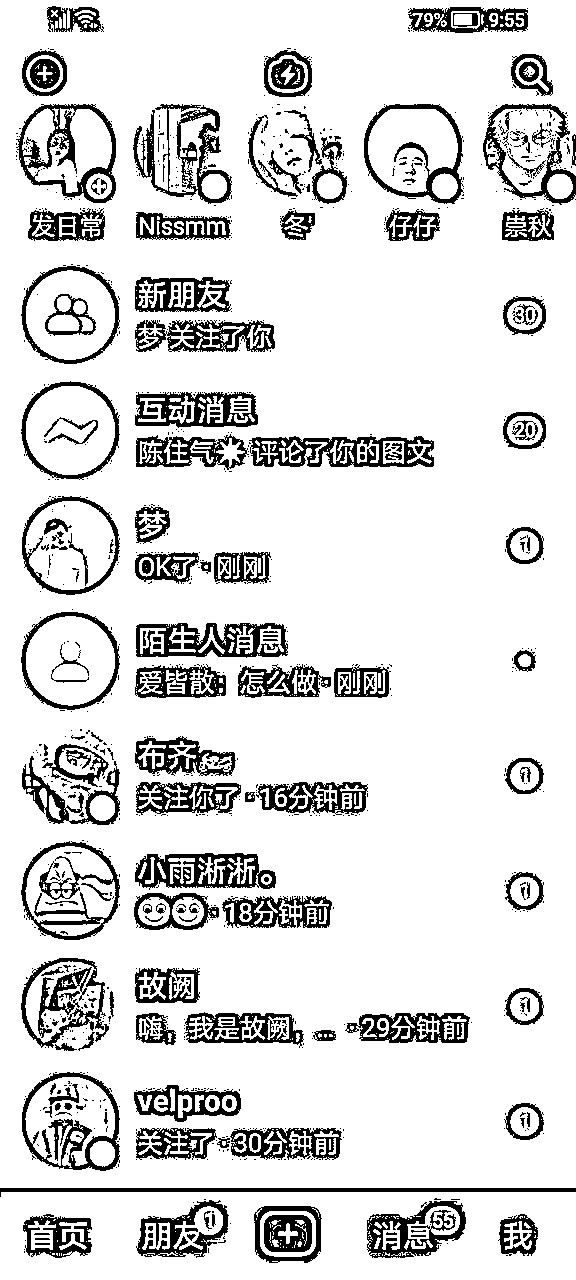 79% 9:55
发日常 Nissmm 冬' 仔仔 祟秋
新朋友
梦 关注了你
30
互动消息
陈住气 评论了你的图文
20
梦
OK了 · 刚刚
1
陌生人消息
爱皆散：怎么做 · 刚刚
布齐
关注你了 · 16分钟前
1
小雨淅淅。
· 18分钟前
1
故阙
嗨，我是故阙，... · 29分钟前
1
velproo
关注了 · 30分钟前
1
首页 朋友 1 消息 55 我